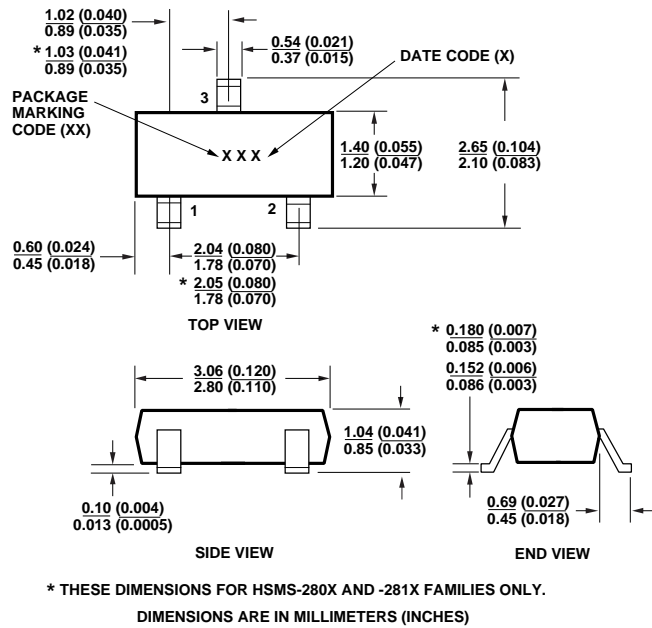 1.02 (0.040)
0.89 (0.035)
* 1.03 (0.041)
0.89 (0.035)
0.54 (0.021)
0.37 (0.015)
DATE CODE (X)
PACKAGE
MARKING
CODE (XX)
3
X X X
1.40 (0.055)
1.20 (0.047)
2.65 (0.104)
2.10 (0.083)
1
2
0.60 (0.024)
0.45 (0.018)
2.04 (0.080)
1.78 (0.070)
* 2.05 (0.080)
1.78 (0.070)
TOP VIEW
* 0.180 (0.007)
0.085 (0.003)
0.152 (0.006)
0.086 (0.003)
3.06 (0.120)
2.80 (0.110)
1.04 (0.041)
0.85 (0.033)
0.10 (0.004)
0.013 (0.0005)
0.69 (0.027)
0.45 (0.018)
SIDE VIEW
END VIEW
* THESE DIMENSIONS FOR HSMS-280X AND -281X FAMILIES ONLY.
DIMENSIONS ARE IN MILLIMETERS (INCHES)